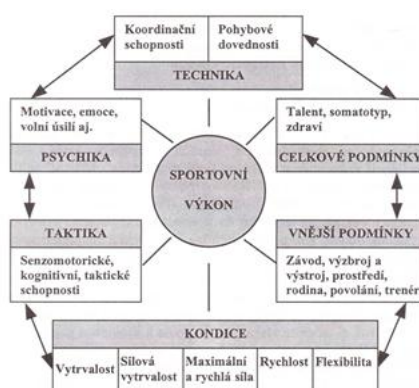 Koordinační
schopnosti
Pohybové
dovednosti
TECHNIKA
Motivace, emoce,
volní úsilí aj.
PSYCHIKA
Talent, somatotyp,
zdraví
CELKOVÉ PODMÍNKY
SPORTOVNÍ
VÝKON
TAKTIKA
Senzomotorické,
kognitivní, taktické
schopnosti
VNĚJŠÍ PODMÍNKY
Závod, výzbroj a
výstroj, prostředí,
rodina, povolání, trenér
KONDICE
Vytrvalost
Silová
vytrvalost
Maximální
a rychlá síla
Rychlost
Flexibilita